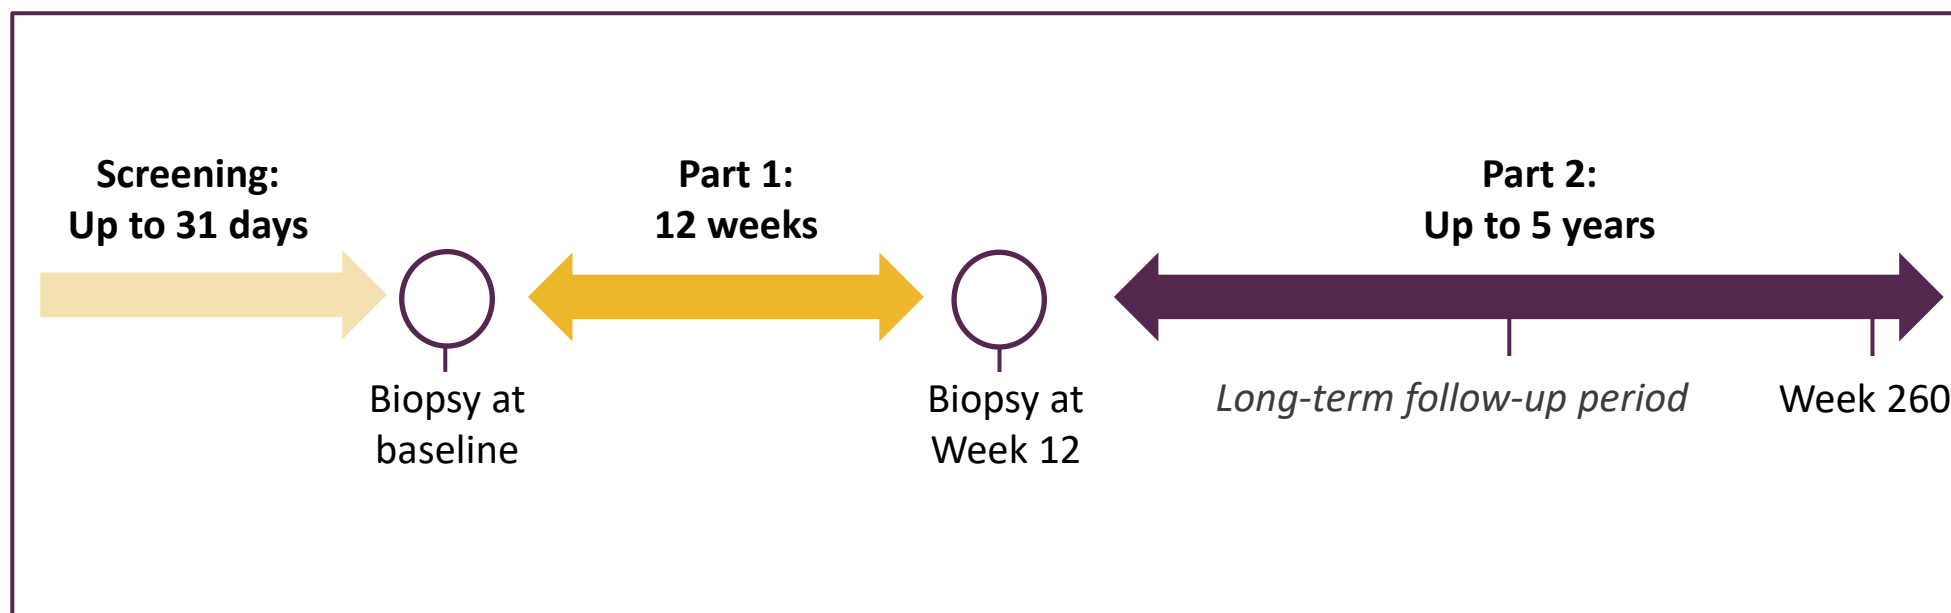 Screening:
Up to 31 days
Part 1:
12 weeks
Part 2:
Up to 5 years
Biopsy at
baseline
Biopsy at
Week 12
Long-term follow-up period
Week 260